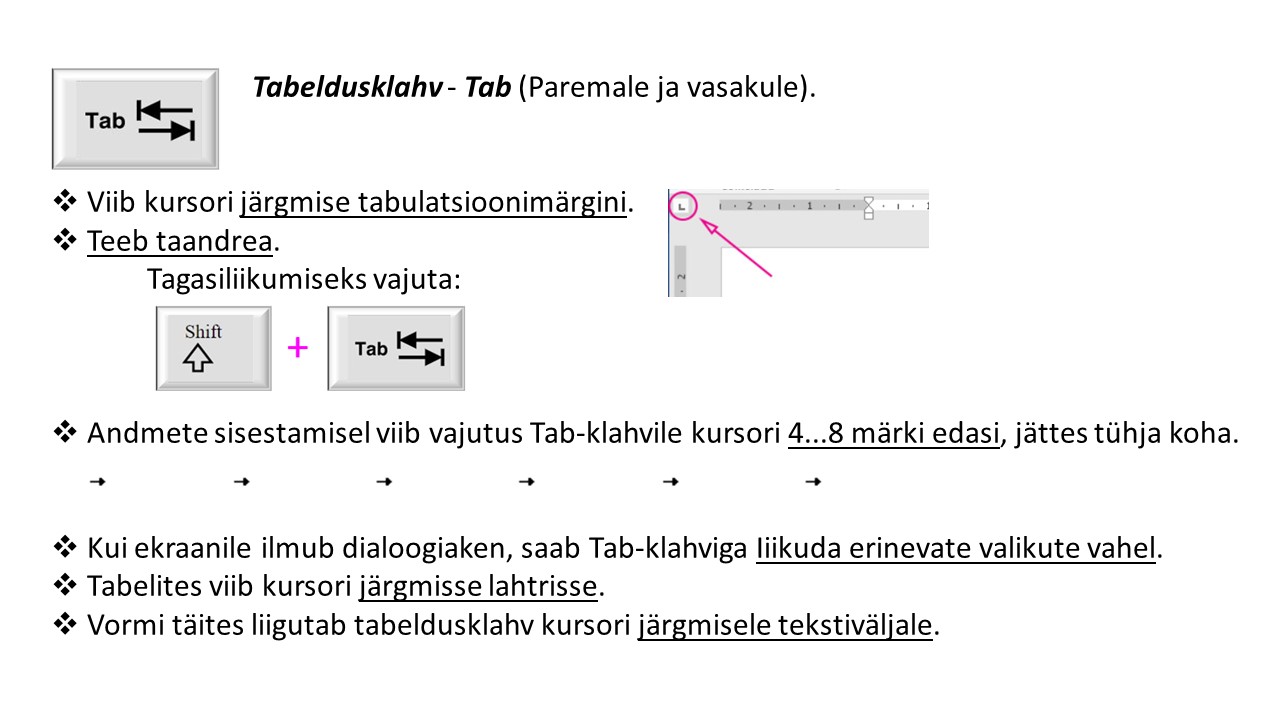 Tab
Tabeldusklahv - Tab (Paremale ja vasakule).
❖ Viib kursori järgmise tabulatsioonimärgini.
❖ Teeb taandrea.
Tagasiliikumiseks vajuta:
2 1 1
2
Shift + Tab
❖ Andmete sisestamisel viib vajutus Tab-klahvile kursori 4...8 märki edasi, jättes tühja koha.
❖ Kui ekraanile ilmub dialoogiaken, saab Tab-klahviga Iiikuda erinevate valikute vahel.
❖ Tabelites viib kursori järgmisse lahtrisse.
❖ Vormi täites liigutab tabeldusklahv kursori järgmisele tekstiväljale.